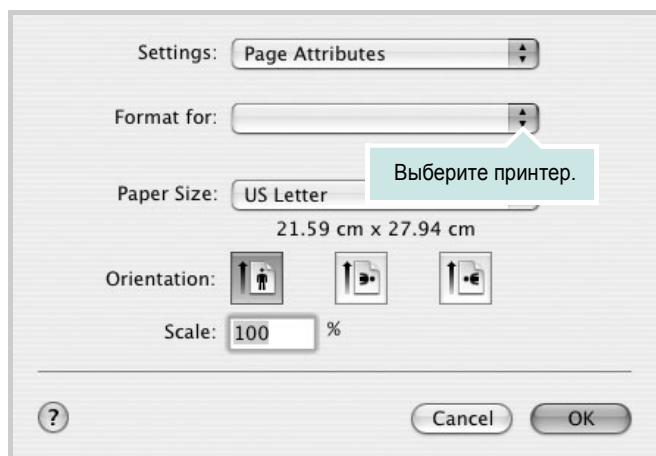 Settings: Page Attributes
Format for:
Выберите принтер.
Paper Size: US Letter
21.59 cm x 27.94 cm
Orientation:
Scale: 100 %
? Cancel OK